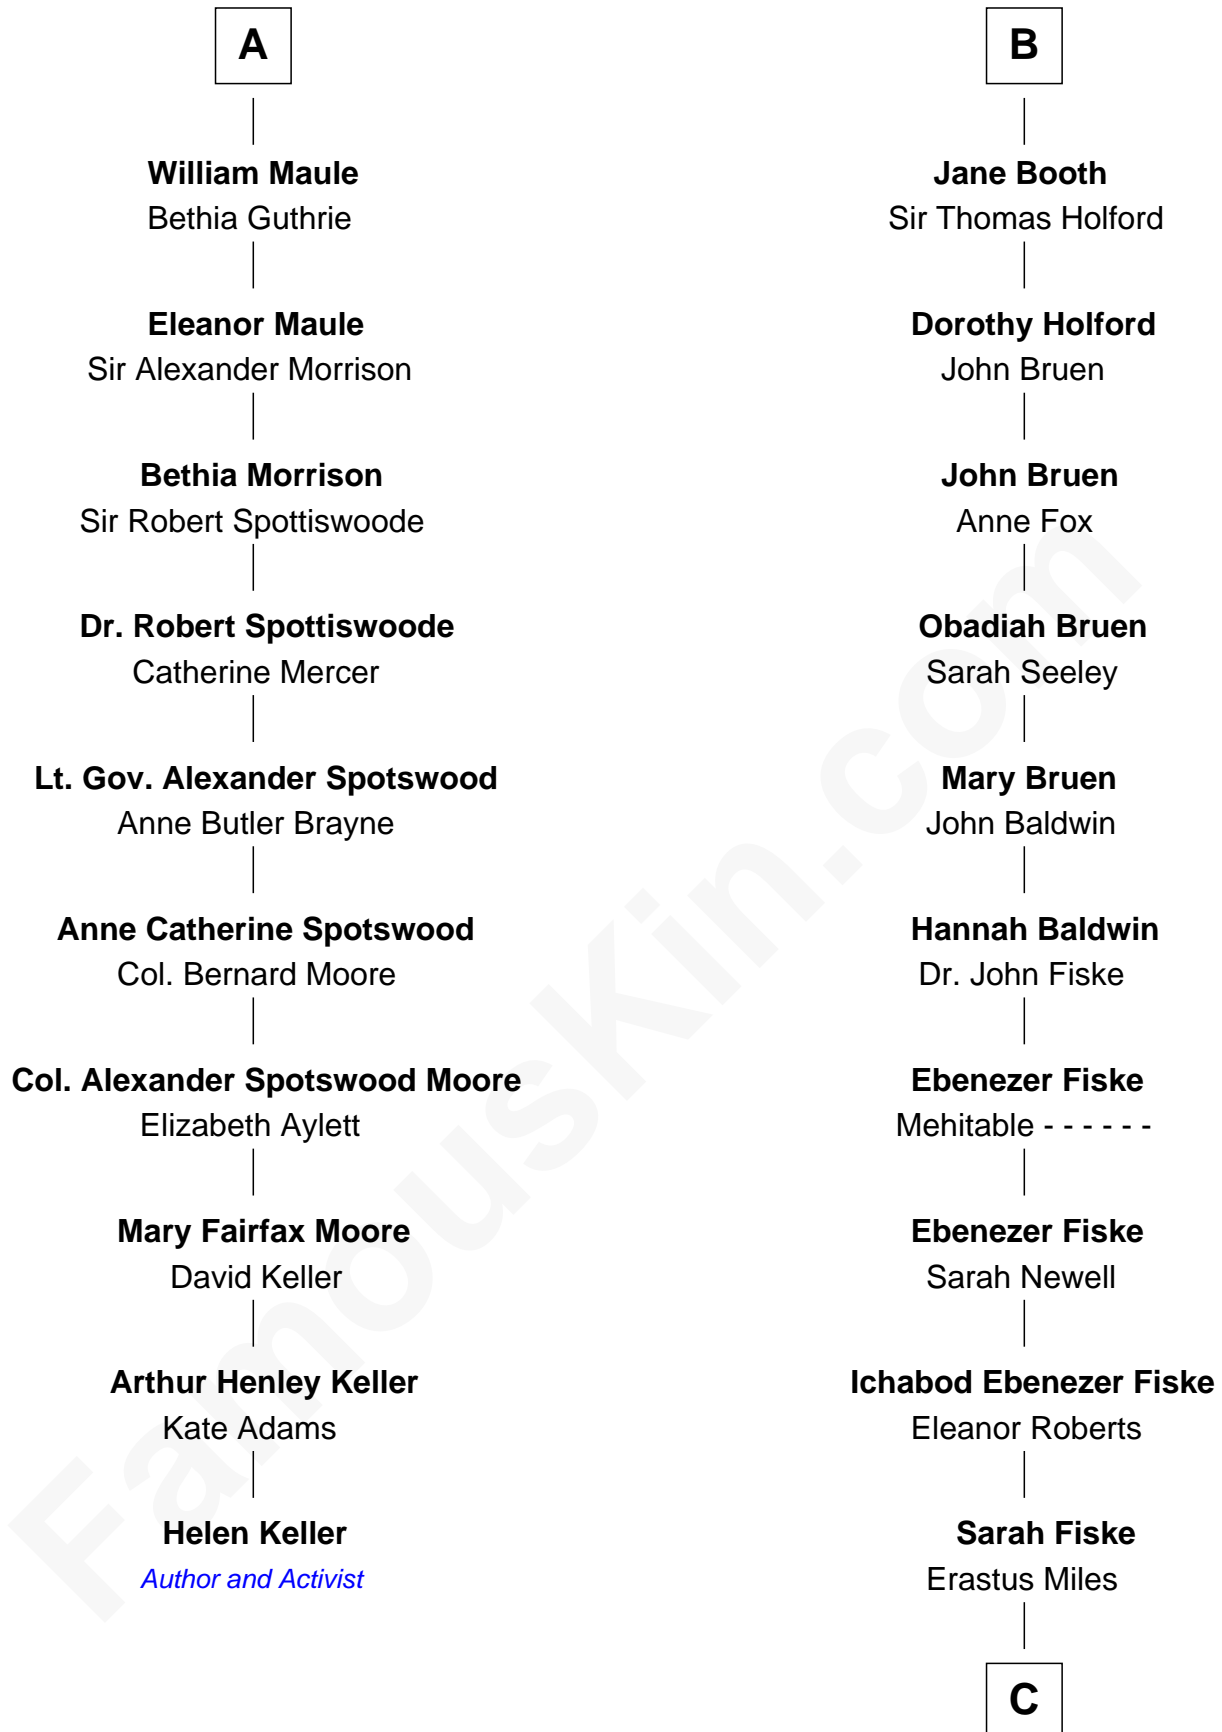 A
William Maule
Bethia Guthrie
Eleanor Maule
Sir Alexander Morrison
Bethia Morrison
Sir Robert Spottiswoode
Dr. Robert Spottiswoode
Catherine Mercer
Lt. Gov. Alexander Spotswood
Anne Butler Brayne
Anne Catherine Spotswood
Col. Bernard Moore
Col. Alexander Spotswood Moore
Elizabeth Aylett
Mary Fairfax Moore
David Keller
Arthur Henley Keller
Kate Adams
Helen Keller
Author and Activist
B
Jane Booth
Sir Thomas Holford
Dorothy Holford
John Bruen
John Bruen
Anne Fox
Obadiah Bruen
Sarah Seeley
Mary Bruen
John Baldwin
Hannah Baldwin
Dr. John Fiske
Ebenezer Fiske
Mehitable - - - - - -
Ebenezer Fiske
Sarah Newell
Ichabod Ebenezer Fiske
Eleanor Roberts
Sarah Fiske
Erastus Miles
C
FamousKin.com